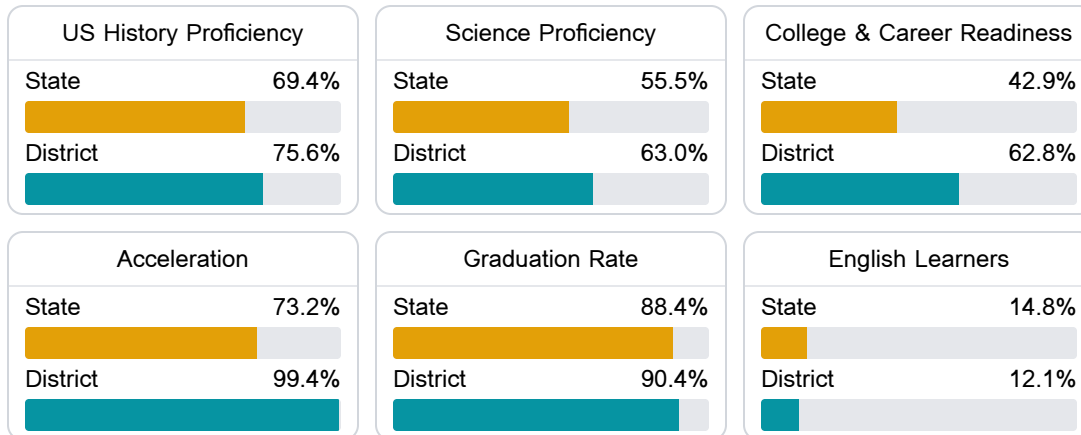 US History Proficiency
State 69.4%
District 75.6%
Science Proficiency
State 55.5%
District 63.0%
College & Career Readiness
State 42.9%
District 62.8%
Acceleration
State 73.2%
District 99.4%
Graduation Rate
State 88.4%
District 90.4%
English Learners
State 14.8%
District 12.1%